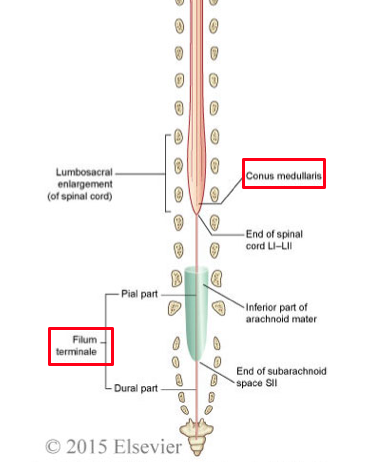 Lumbosacral
enlargement
(of spinal cord)
Conus medullaris
End of spinal
cord LI–LII
Pial part
Inferior part of
arachnoid mater
Filum
terminale
End of subarachnoid
space SII
Dural part
© 2015 Elsevier